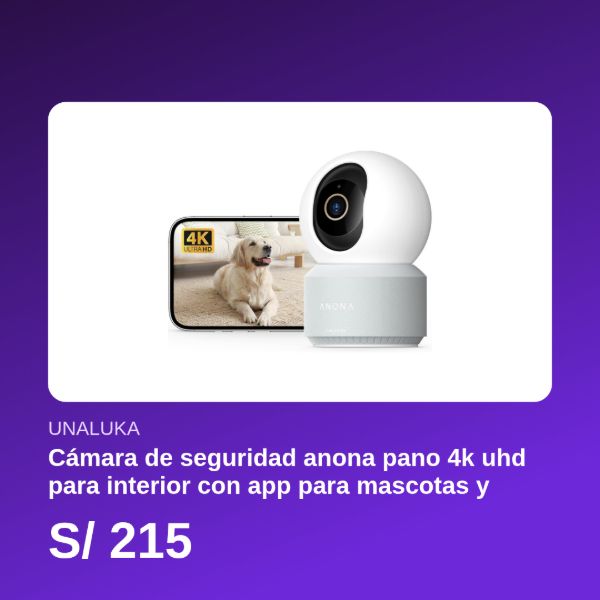 4K
ULTRA HD
ANONA
UNALUKA
Cámara de seguridad anona pano 4k uhd
para interior con app para mascotas y
S/ 215